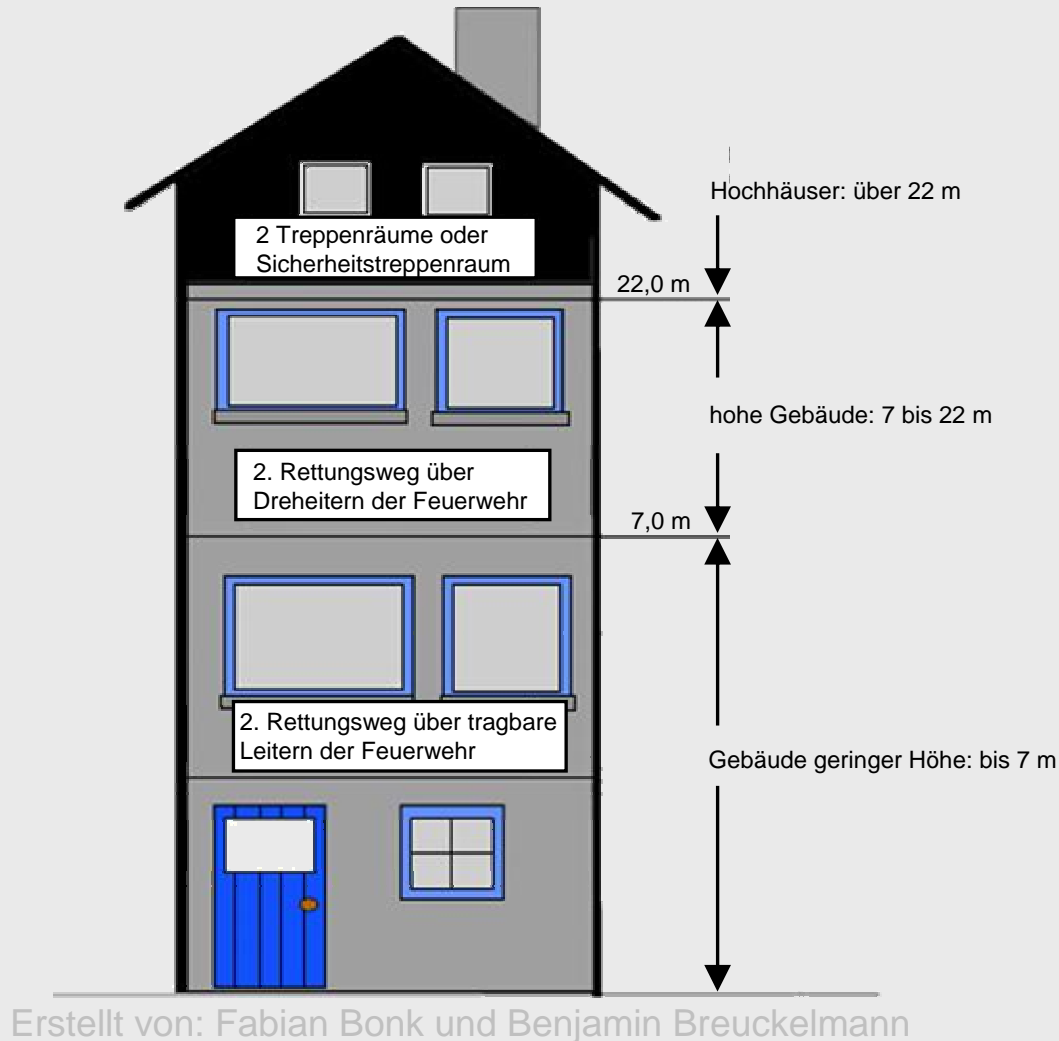 Hochhäuser: über 22 m
2 Treppenräume oder
Sicherheitstreppenraum
22,0 m
hohe Gebäude: 7 bis 22 m
2. Rettungsweg über
Dreheitern der Feuerwehr
7,0 m
2. Rettungsweg über tragbare
Leitern der Feuerwehr
Gebäude geringer Höhe: bis 7 m
Erstellt von: Fabian Bonk und Benjamin Breuckelmann